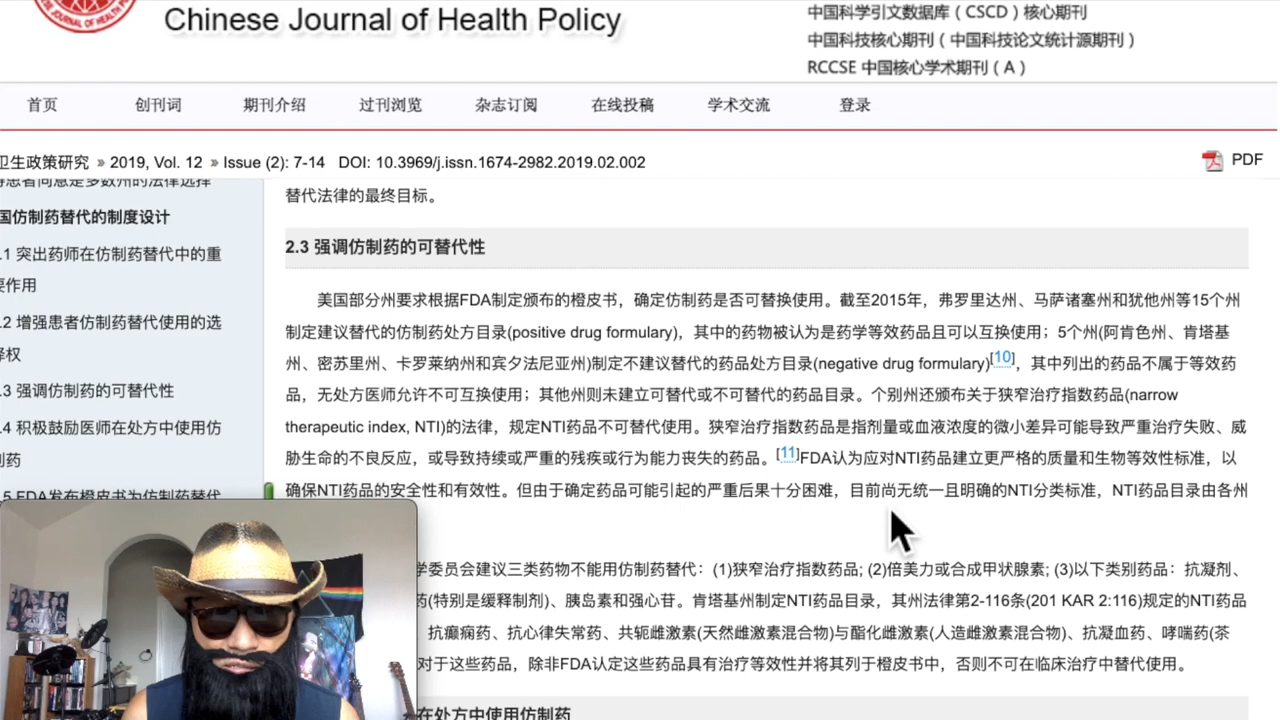 Chinese Journal of Health Policy
中国科学引文数据库（CSCD）核心期刊
中国科技核心期刊（中国科技论文统计源期刊）
RCCSE 中国核心学术期刊（A）
首页 创刊词 期刊介绍 过刊浏览 杂志订阅 在线投稿 学术交流 登录
卫生政策研究 » 2019, Vol. 12 » Issue (2): 7-14 DOI: 10.3969/j.issn.1674-2982.2019.02.002
PDF
患者同意是多数州的法律选择
国仿制药替代的制度设计
.1 突出药师在仿制药替代中的重
要作用
.2 增强患者仿制药替代使用的选
择权
.3 强调仿制药的可替代性
.4 积极鼓励医师在处方中使用仿
制药
.5 FDA发布橙皮书为仿制药替代
替代法律的最终目标。
2.3 强调仿制药的可替代性
美国部分州要求根据FDA制定颁布的橙皮书，确定仿制药是否可替换使用。截至2015年，弗罗里达州、马萨诸塞州和犹他州等15个州
制定建议替代的仿制药处方目录(positive drug formulary)，其中的药物被认为是药学等效药品且可以互换使用；5个州(阿肯色州、肯塔基
州、密苏里州、卡罗莱纳州和宾夕法尼亚州)制定不建议替代的药品处方目录(negative drug formulary)[10]，其中列出的药品不属于等效药
品，无处方医师允许不可互换使用；其他州则未建立可替代或不可替代的药品目录。个别州还颁布关于狭窄治疗指数药品(narrow
therapeutic index, NTI)的法律，规定NTI药品不可替代使用。狭窄治疗指数药品是指剂量或血液浓度的微小差异可能导致严重治疗失败、威
胁生命的不良反应，或导致持续或严重的残疾或行为能力丧失的药品。[11]FDA认为应对NTI药品建立更严格的质量和生物等效性标准，以
确保NTI药品的安全性和有效性。但由于确定药品可能引起的严重后果十分困难，目前尚无统一且明确的NTI分类标准，NTI药品目录由各州
学委员会建议三类药物不能用仿制药替代：(1)狭窄治疗指数药品; (2)倍美力或合成甲状腺素; (3)以下类别药品：抗凝剂、
药(特别是缓释制剂)、胰岛素和强心苷。肯塔基州制定NTI药品目录，其州法律第2-116条(201 KAR 2:116)规定的NTI药品
抗癫痫药、抗心律失常药、共轭雌激素(天然雌激素混合物)与酯化雌激素(人造雌激素混合物)、抗凝血药、哮喘药(茶
对于这些药品，除非FDA认定这些药品具有治疗等效性并将其列于橙皮书中，否则不可在临床治疗中替代使用。
在处方中使用仿制药